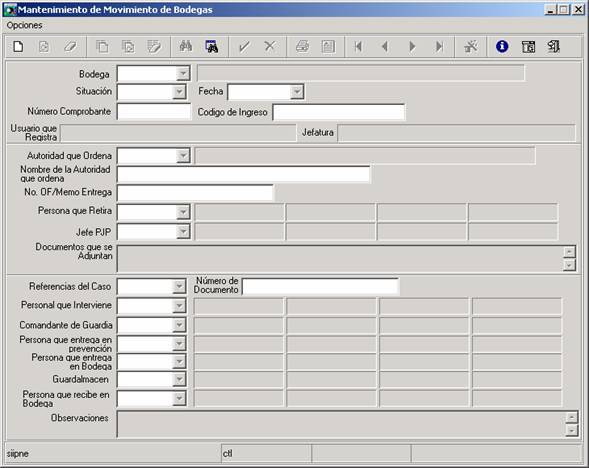 Mantenimiento de Movimiento de Bodegas
Opciones
Bodega
Situación Fecha
Número Comprobante Codigo de Ingreso
Usuario que Registra Jefatura
Autoridad que Ordena
Nombre de la Autoridad
que ordena
No. OF/Memo Entrega
Persona que Retira
Jefe PJP
Documentos que se
Adjuntan
Referencias del Caso Número de Documento
Personal que Interviene
Comandante de Guardia
Persona que entrega en
prevención
Persona que entrega
en Bodega
Guardalmacen
Persona que recibe en
Bodega
Observaciones
siipne ctl